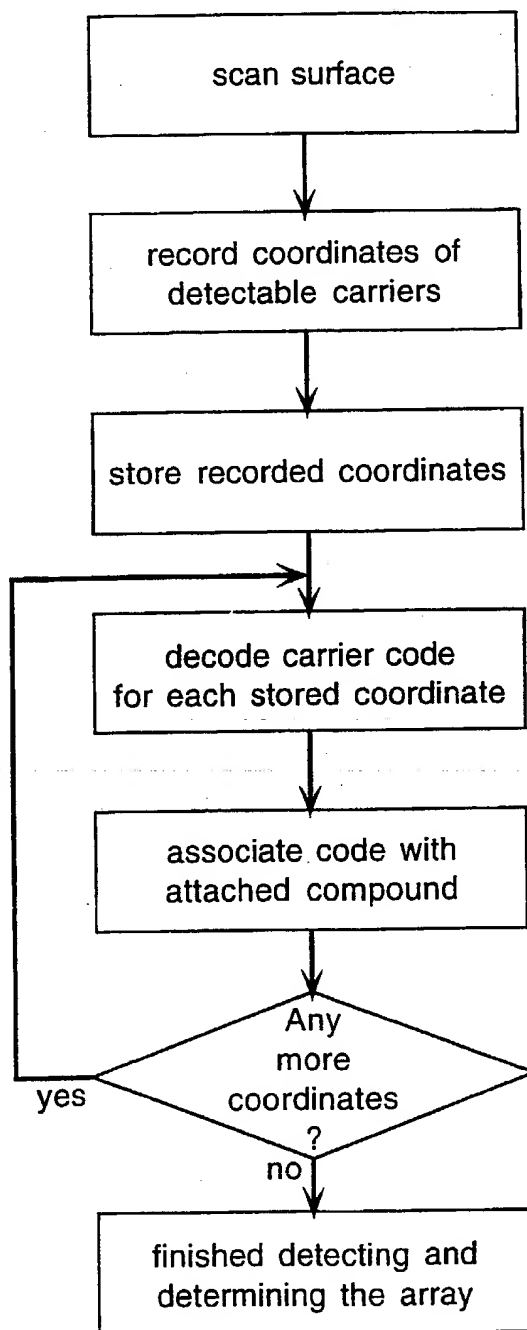 scan surface
record coordinates of
detectable carriers
store recorded coordinates
decode carrier code
for each stored coordinate
associate code with
attached compound
Any
more
coordinates
?
yes
no
finished detecting and
determining the array